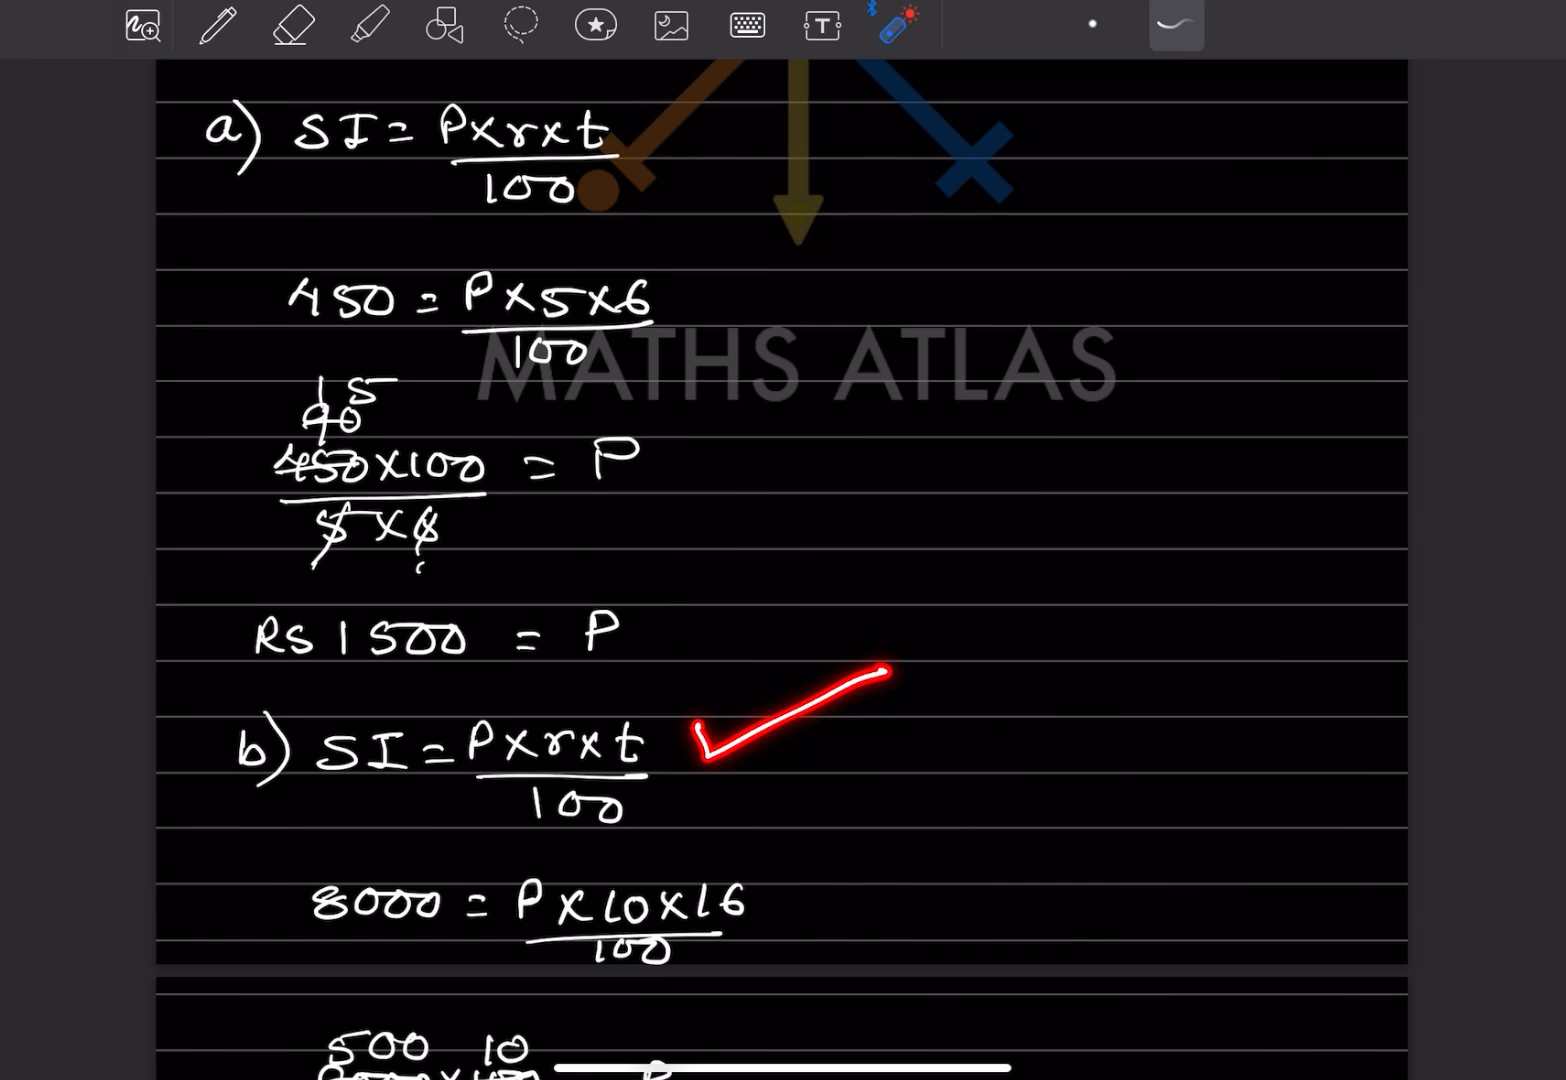 a) SI = P×r×t
100
450 = P×5×6
100
MATHS ATLAS
15
90
450×100 = P
5×6
RS 1500 = P
b) SI = P×r×t
100
8000 = P×10×16
100
500 10
P